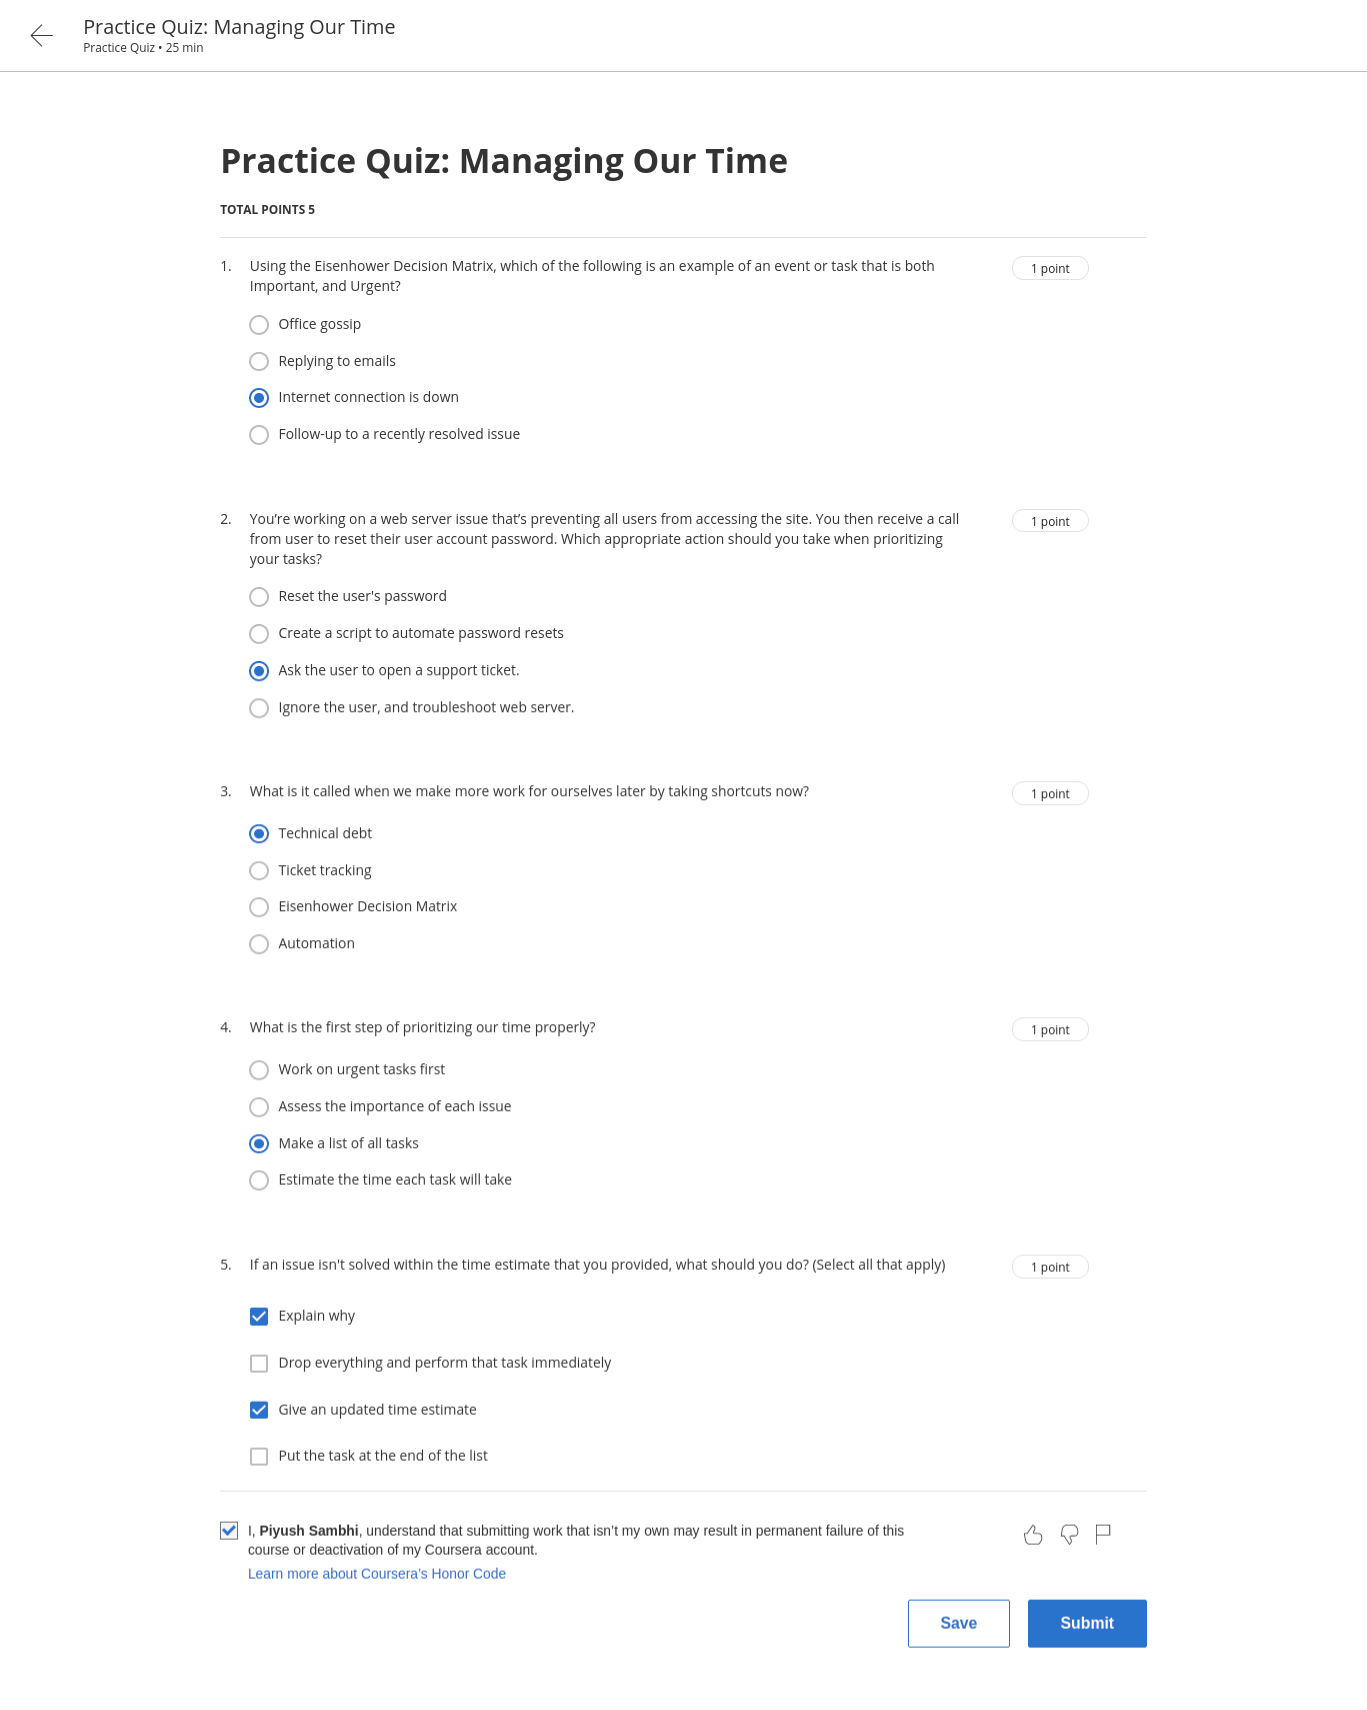 Practice Quiz: Managing Our Time
Practice Quiz • 25 min
Practice Quiz: Managing Our Time
TOTAL POINTS 5
1. Using the Eisenhower Decision Matrix, which of the following is an example of an event or task that is both
Important, and Urgent?
1 point
Office gossip
Replying to emails
Internet connection is down
Follow-up to a recently resolved issue
2. You’re working on a web server issue that’s preventing all users from accessing the site. You then receive a call
from user to reset their user account password. Which appropriate action should you take when prioritizing
your tasks?
1 point
Reset the user's password
Create a script to automate password resets
Ask the user to open a support ticket.
Ignore the user, and troubleshoot web server.
3. What is it called when we make more work for ourselves later by taking shortcuts now?
1 point
Technical debt
Ticket tracking
Eisenhower Decision Matrix
Automation
4. What is the first step of prioritizing our time properly?
1 point
Work on urgent tasks first
Assess the importance of each issue
Make a list of all tasks
Estimate the time each task will take
5. If an issue isn't solved within the time estimate that you provided, what should you do? (Select all that apply)
1 point
Explain why
Drop everything and perform that task immediately
Give an updated time estimate
Put the task at the end of the list
I, Piyush Sambhi, understand that submitting work that isn’t my own may result in permanent failure of this
course or deactivation of my Coursera account.
Learn more about Coursera’s Honor Code
Save
Submit